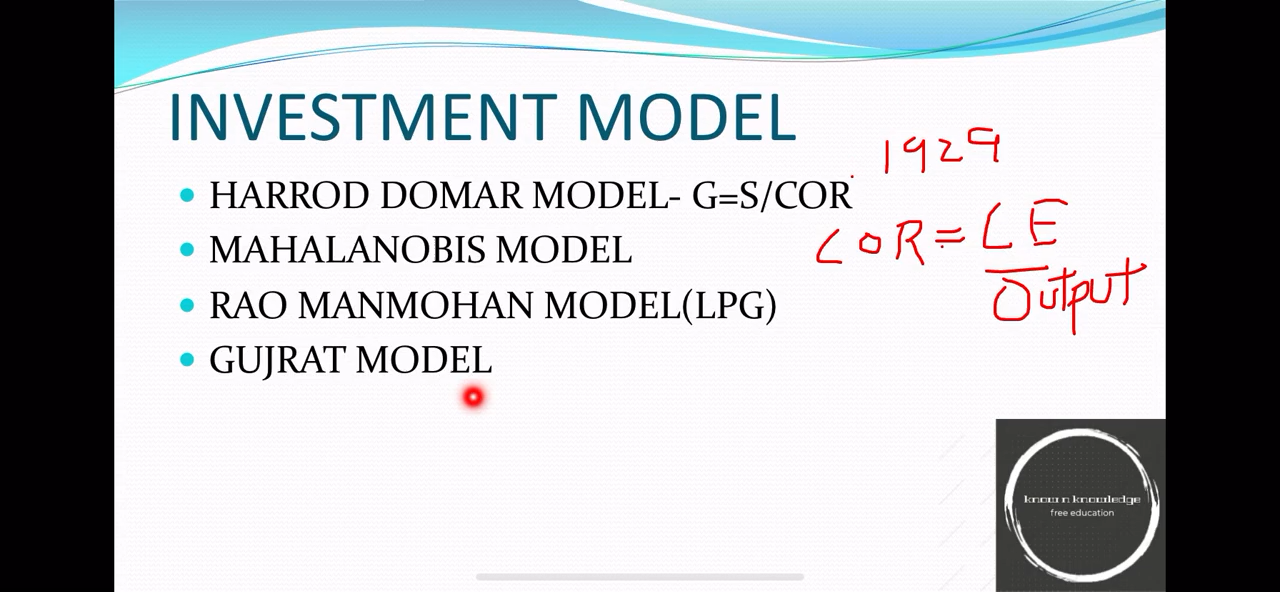 INVESTMENT MODEL
1929
HARROD DOMAR MODEL- G=S/COR
COR = CE
Output
MAHALANOBIS MODEL
RAO MANMOHAN MODEL(LPG)
GUJRAT MODEL
know n knowledge
free education